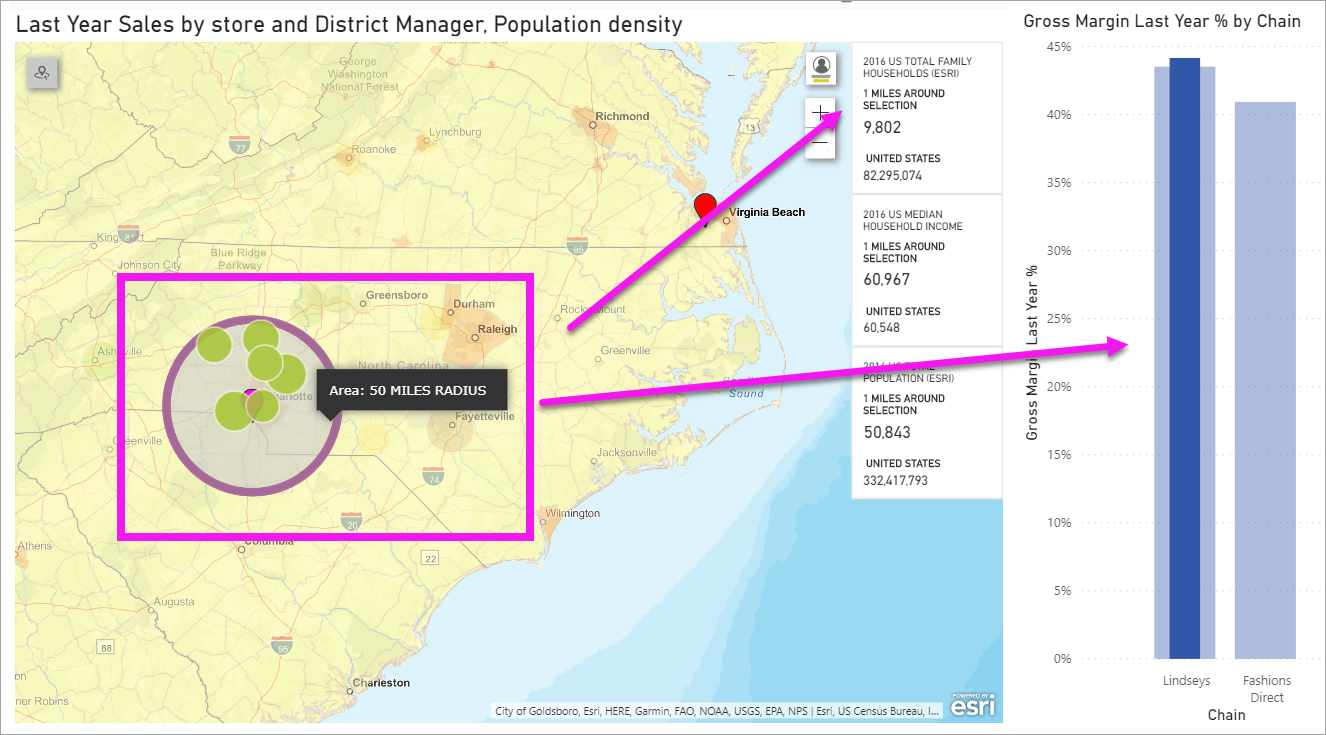 Last Year Sales by store and District Manager, Population density
George
Washington
National Forest
77
Richmond
13
Lynchburg
Roanoke
Virginia Beach
81
95
Blue Ridge
Parkway
Johnson City
Greensboro
Durham
Raleigh
Greenville
Asheville
North Carolina
Area: 50 MILES RADIUS
Fayetteville
Sound
Greenville
Jacksonville
74
20
Wilmington
Columbia
Athens
22
Augusta
88
95
ner Robins
Charleston
City of Goldsboro, Esri, HERE, Garmin, FAO, NOAA, USGS, EPA, NPS | Esri, US Census Bureau, I...
POWERED BY
esri
2016 US TOTAL FAMILY
HOUSEHOLDS (ESRI)
1 MILES AROUND
SELECTION
9,802
UNITED STATES
82,295,074
2016 US MEDIAN
HOUSEHOLD INCOME
1 MILES AROUND
SELECTION
60,967
UNITED STATES
60,548
2016 US TOTAL
POPULATION (ESRI)
1 MILES AROUND
SELECTION
50,843
UNITED STATES
332,417,793
Gross Margin Last Year % by Chain
Gross Margin Last Year %
45%
40%
35%
30%
25%
20%
15%
10%
5%
0%
Lindseys
Fashions
Direct
Chain